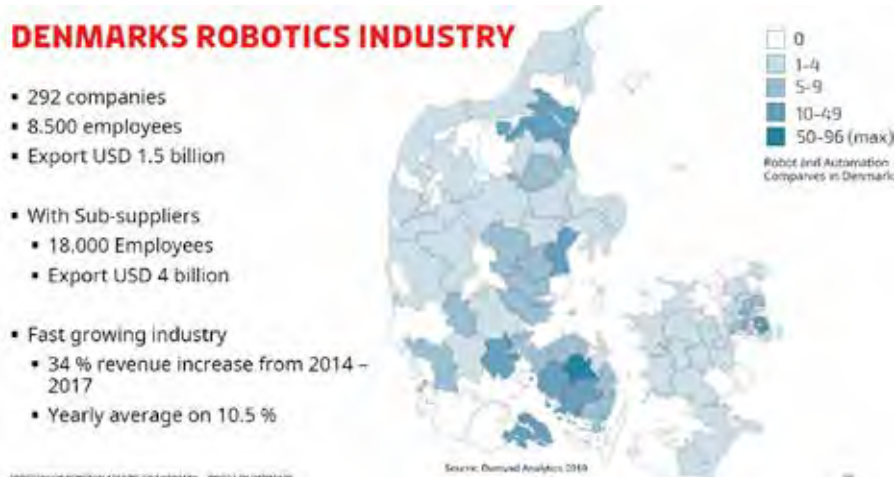 DENMARKS ROBOTICS INDUSTRY
▪ 292 companies
▪ 8.500 employees
▪ Export USD 1.5 billion
▪ With Sub-suppliers
▪ 18.000 Employees
▪ Export USD 4 billion
▪ Fast growing industry
▪ 34 % revenue increase from 2014 –
2017
▪ Yearly average on 10.5 %
0
1-4
5-9
10-49
50-96 (max)
Robot and Automation
Companies in Denmark
Source: Damvad Analytics 2019